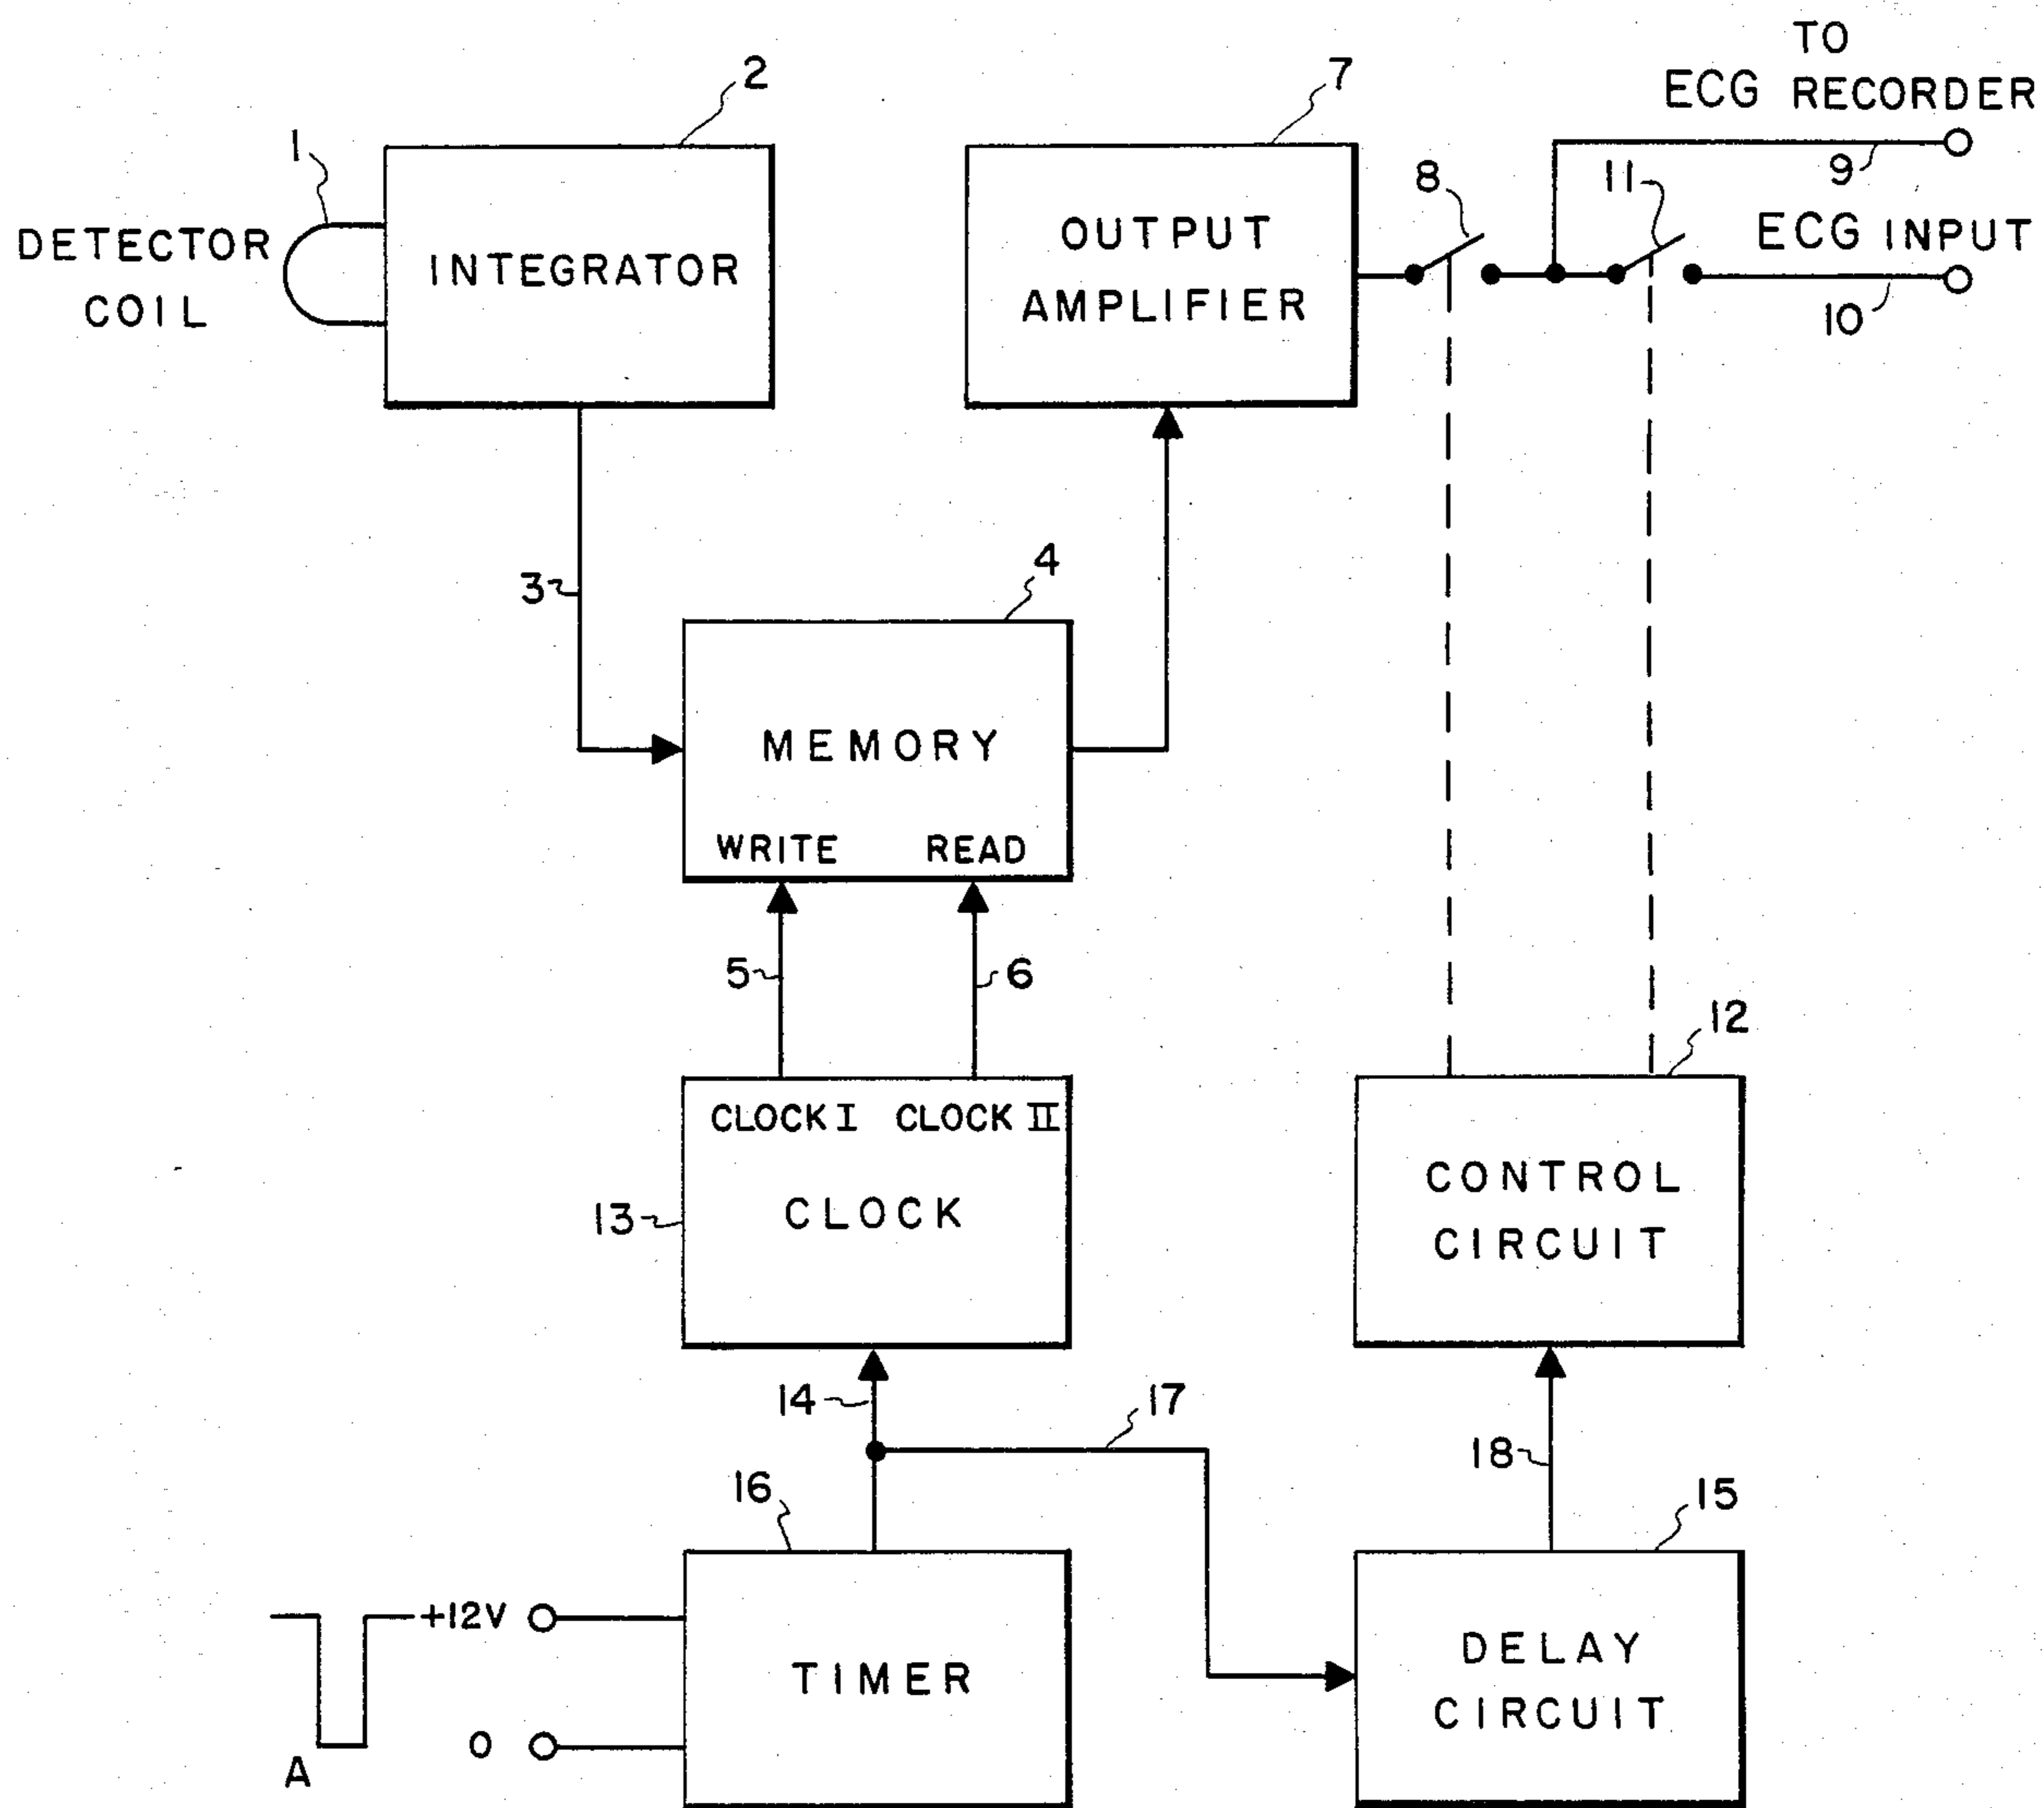 TO
ECG RECORDER
2
7
1
8
11
9
DETECTOR
COIL
INTEGRATOR
OUTPUT
AMPLIFIER
ECG INPUT
10
3
4
MEMORY
WRITE READ
5
6
12
CLOCK I CLOCK II
CLOCK
13
CONTROL
CIRCUIT
14
17
18
16
15
+12V
TIMER
DELAY
CIRCUIT
0
A